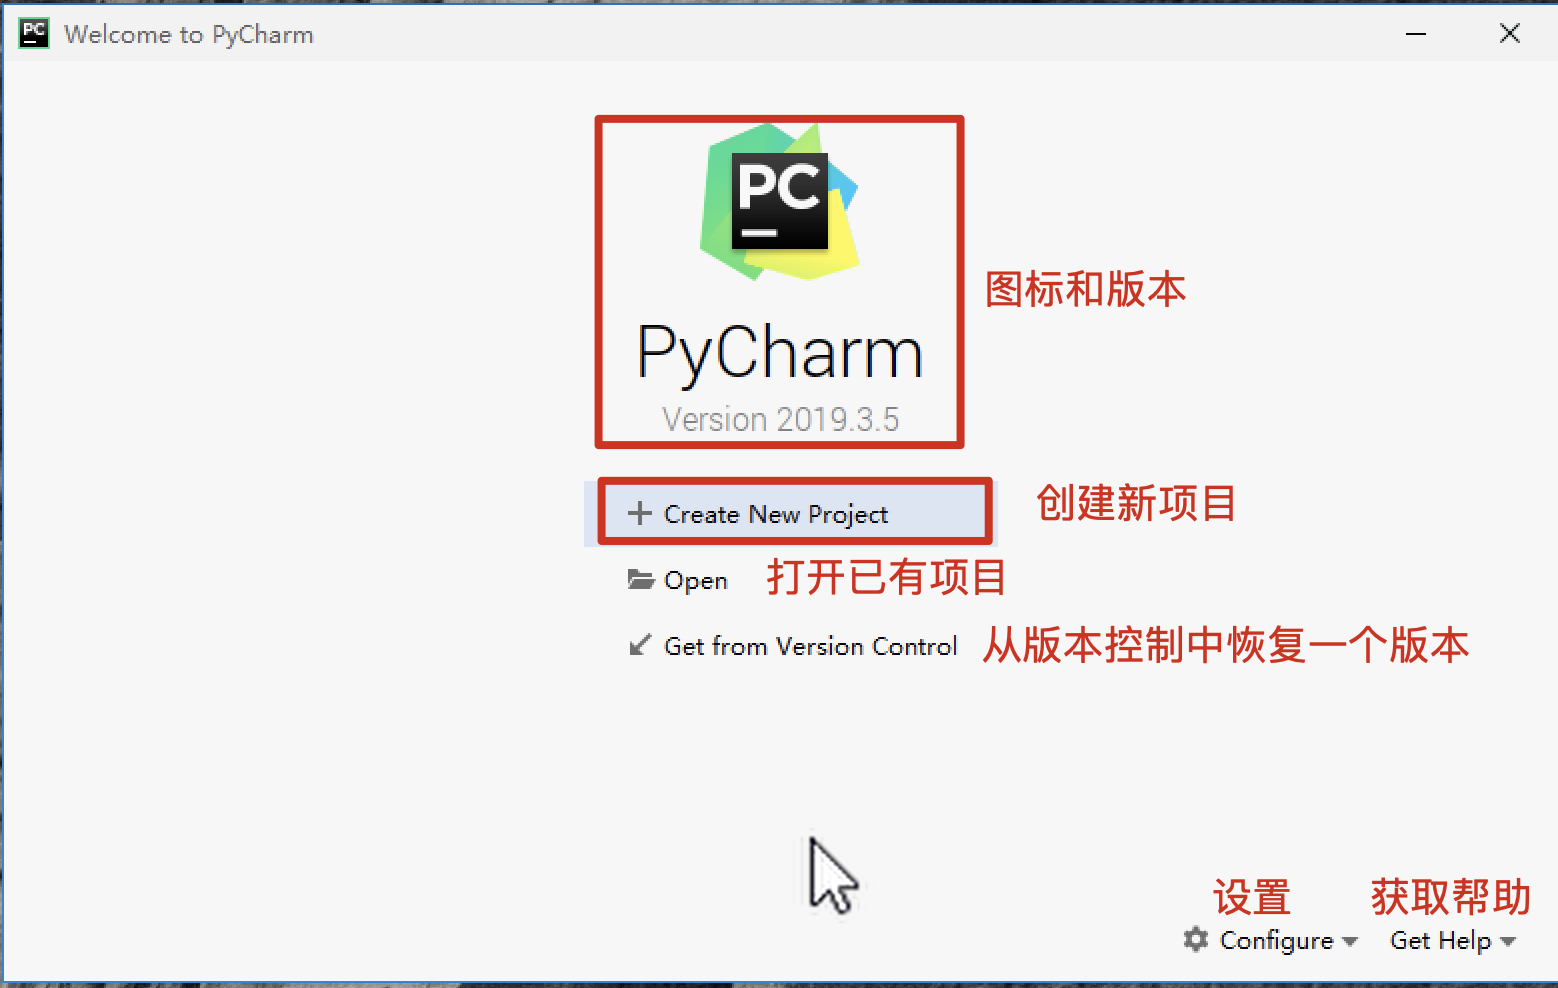 PC
Welcome to PyCharm
PC
图标和版本
PyCharm
Version 2019.3.5
Create New Project
创建新项目
Open
打开已有项目
Get from Version Control
从版本控制中恢复一个版本
设置
获取帮助
Configure
Get Help